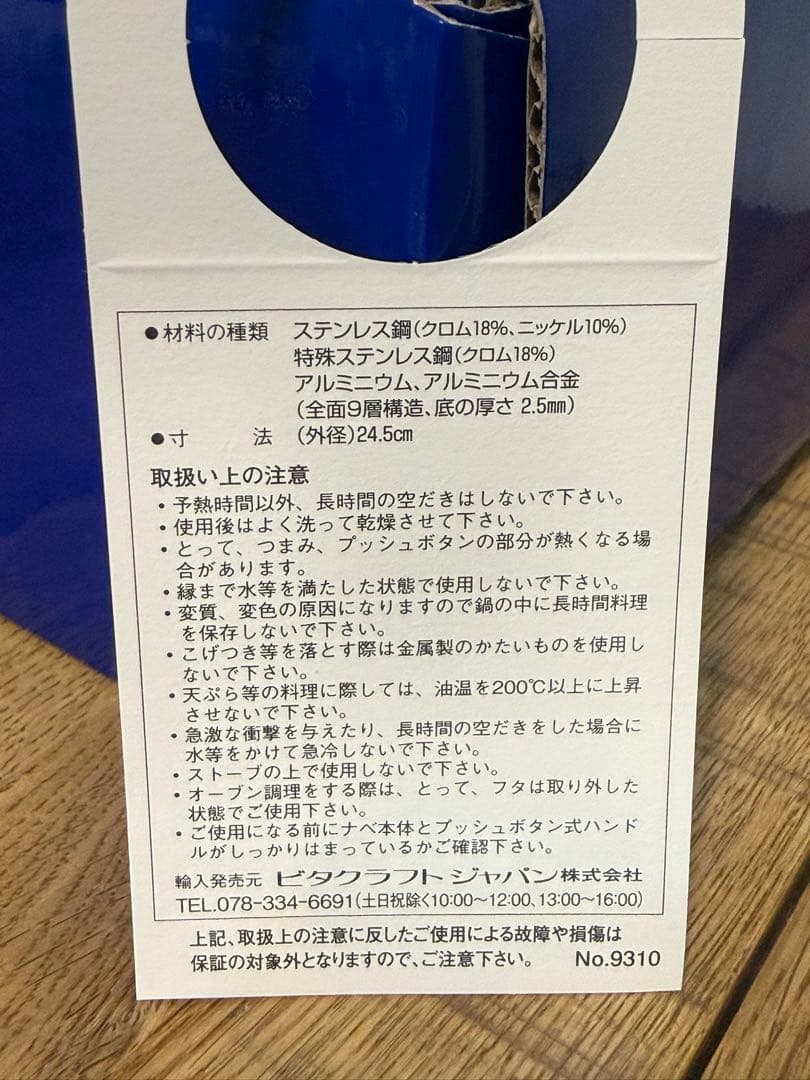 ●材料の種類 ステンレス鋼(クロム18%、ニッケル10%)
特殊ステンレス鋼(クロム18%)
アルミニウム、アルミニウム合金
(全面9層構造、底の厚さ 2.5mm)
●寸 法 (外径)24.5cm
取扱い上の注意
・予熱時間以外、長時間の空だきはしないで下さい。
・使用後はよく洗って乾燥させて下さい。
・とって、つまみ、プッシュボタンの部分が熱くなる場
合があります。
・縁まで水等を満たした状態で使用しないで下さい。
・変質、変色の原因になりますので鍋の中に長時間料理
を保存しないで下さい。
・こげつき等を落とす際は金属製のかたいものを使用し
ないで下さい。
・天ぷら等の料理に際しては、油温を200℃以上に上昇
させないで下さい。
・急激な衝撃を与えたり、長時間の空だきをした場合に
水等をかけて急冷しないで下さい。
・ストーブの上で使用しないで下さい。
・オーブン調理をする際は、とって、フタは取り外した
状態でご使用下さい。
・ご使用になる前にナベ本体とプッシュボタン式ハンド
ルがしっかりはまっているかご確認下さい。
輸入発売元 ビタクラフト ジャパン株式会社
TEL.078-334-6691(土日祝除く10:00〜12:00、13:00〜16:00)
上記、取扱上の注意に反したご使用による故障や損傷は
保証の対象外となりますので、ご注意下さい。 No.9310